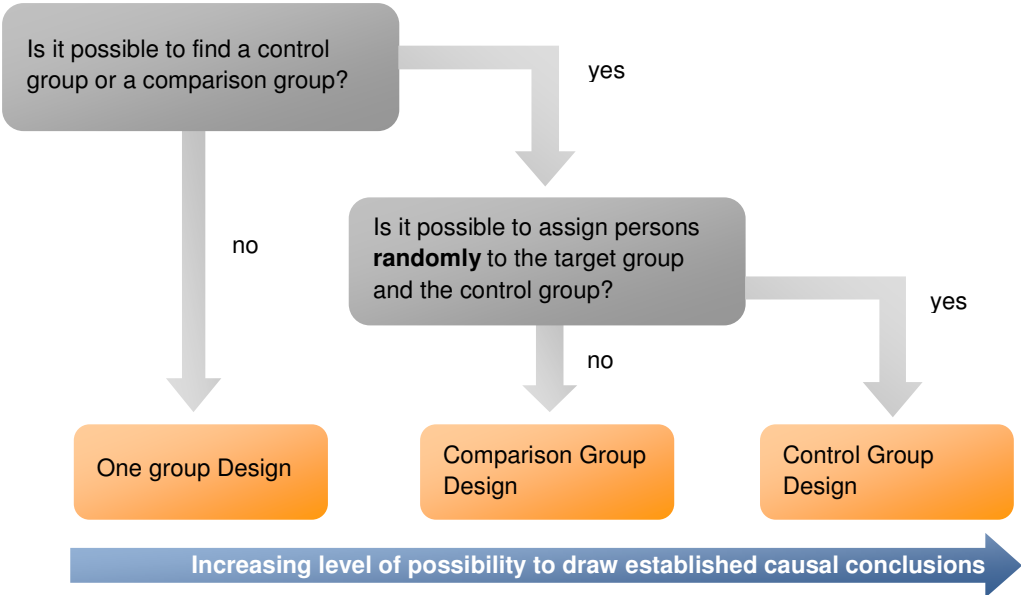 Is it possible to find a control
group or a comparison group?
yes
no
Is it possible to assign persons
randomly to the target group
and the control group?
yes
no
One group Design
Comparison Group
Design
Control Group
Design
Increasing level of possibility to draw established causal conclusions